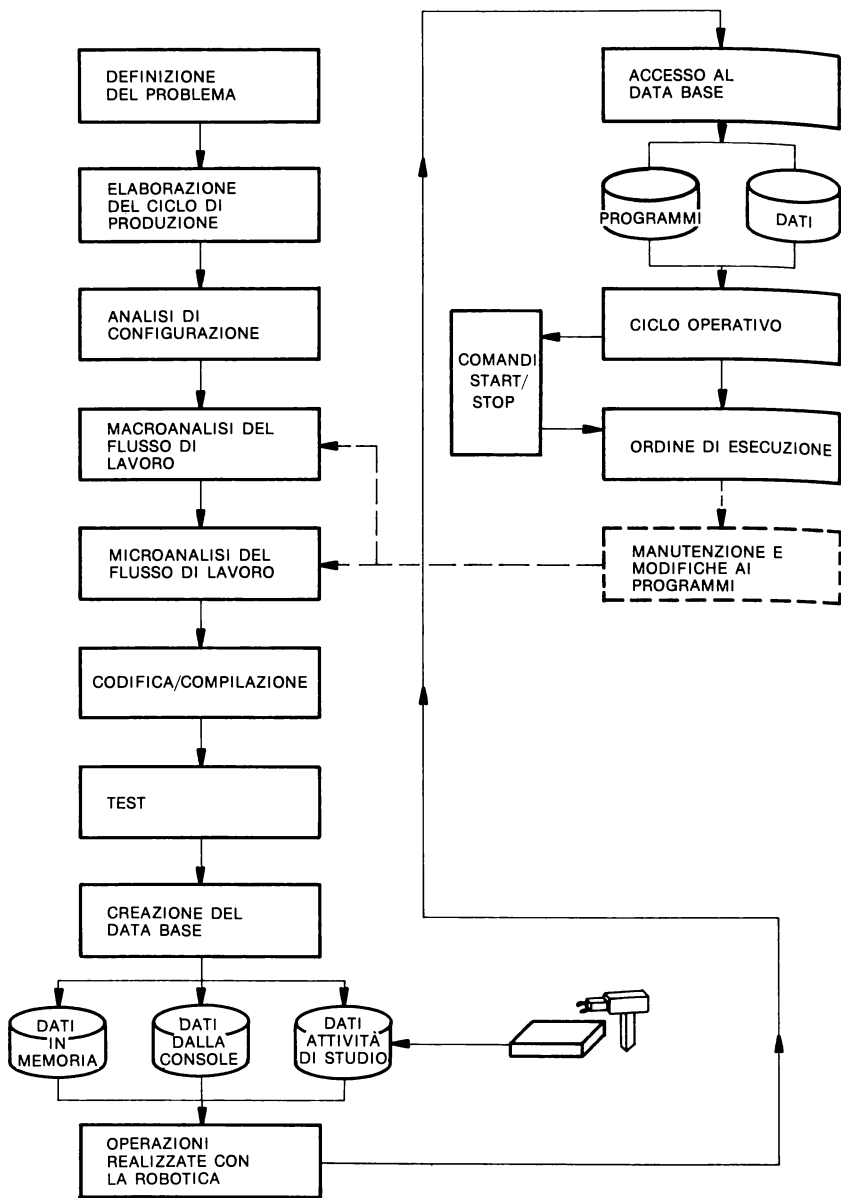 DEFINIZIONE
DEL PROBLEMA
ELABORAZIONE
DEL CICLO DI
PRODUZIONE
ANALISI DI
CONFIGURAZIONE
MACROANALISI DEL
FLUSSO DI
LAVORO
MICROANALISI DEL
FLUSSO DI LAVORO
CODIFICA/COMPILAZIONE
TEST
CREAZIONE DEL
DATA BASE
DATI
IN
MEMORIA
DATI
DALLA
CONSOLE
DATI
ATTIVITÀ
DI STUDIO
OPERAZIONI
REALIZZATE CON
LA ROBOTICA
ACCESSO AL
DATA BASE
PROGRAMMI
DATI
CICLO OPERATIVO
COMANDI
START/
STOP
ORDINE DI ESECUZIONE
MANUTENZIONE E
MODIFICHE AI
PROGRAMMI